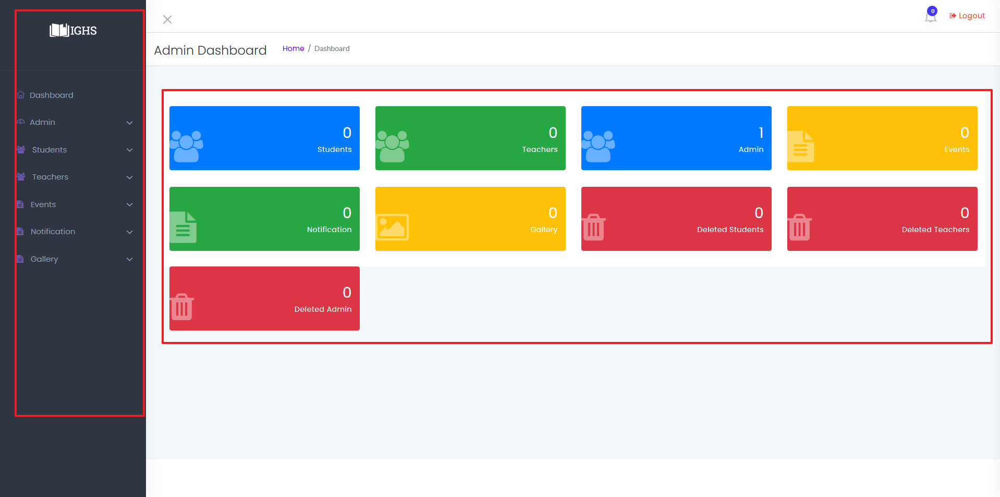 IGHS
0
Logout
Admin Dashboard
Home / Dashboard
Dashboard
Admin
Students
Teachers
Events
Notification
Gallery
0
Students
0
Teachers
1
Admin
0
Events
0
Notification
0
Gallery
0
Deleted Students
0
Deleted Teachers
0
Deleted Admin